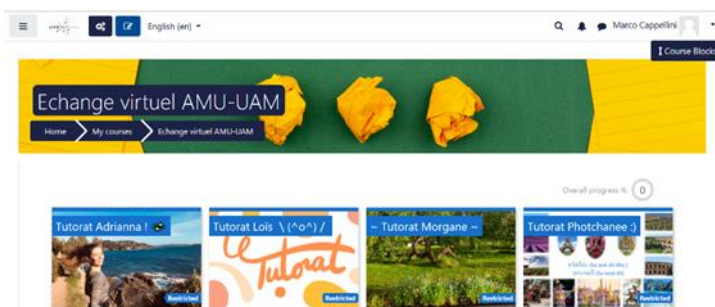 English (en)
Marco Cappellini
Course Blocks
Echange virtuel AMU-UAM
Home
My courses
Echange virtuel AMU-UAM
Overall progress %
0
Tutorat Adrianna !
Tutorat Loïs \ (^o^) /
~ Tutorat Morgane ~
Tutorat Photchanee :)
Tutorat
Restricted
Restricted
Restricted
Restricted